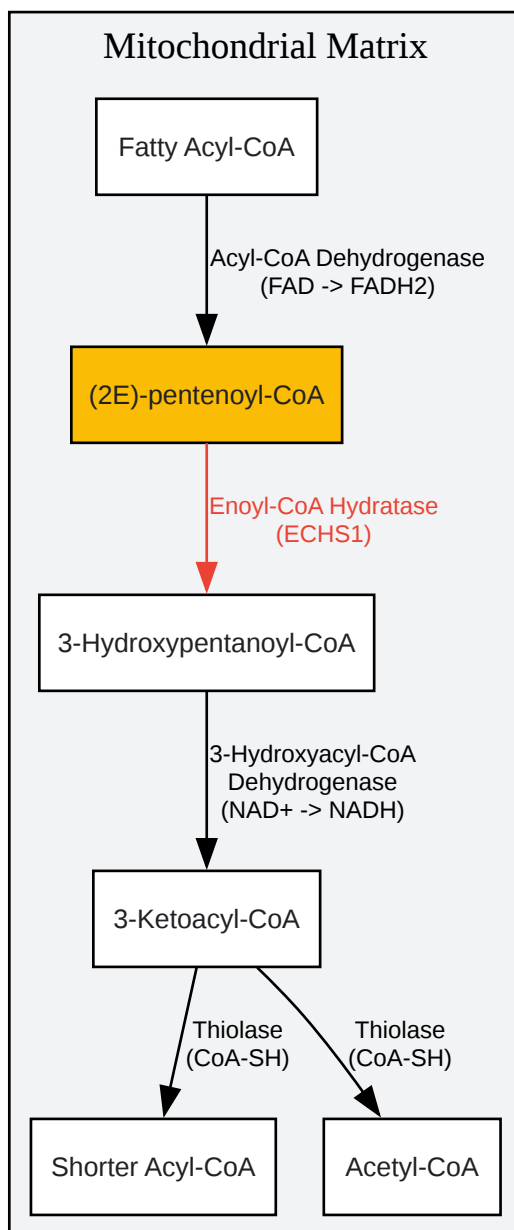 Mitochondrial Matrix
Fatty Acyl-CoA
Acyl-CoA Dehydrogenase
(FAD -> FADH2)
(2E)-pentenoyl-CoA
Enoyl-CoA Hydratase
(ECHS1)
3-Hydroxypentanoyl-CoA
3-Hydroxyacyl-CoA
Dehydrogenase
(NAD+ -> NADH)
3-Ketoacyl-CoA
Thiolase
(CoA-SH)
Thiolase
(CoA-SH)
Shorter Acyl-CoA
Acetyl-CoA